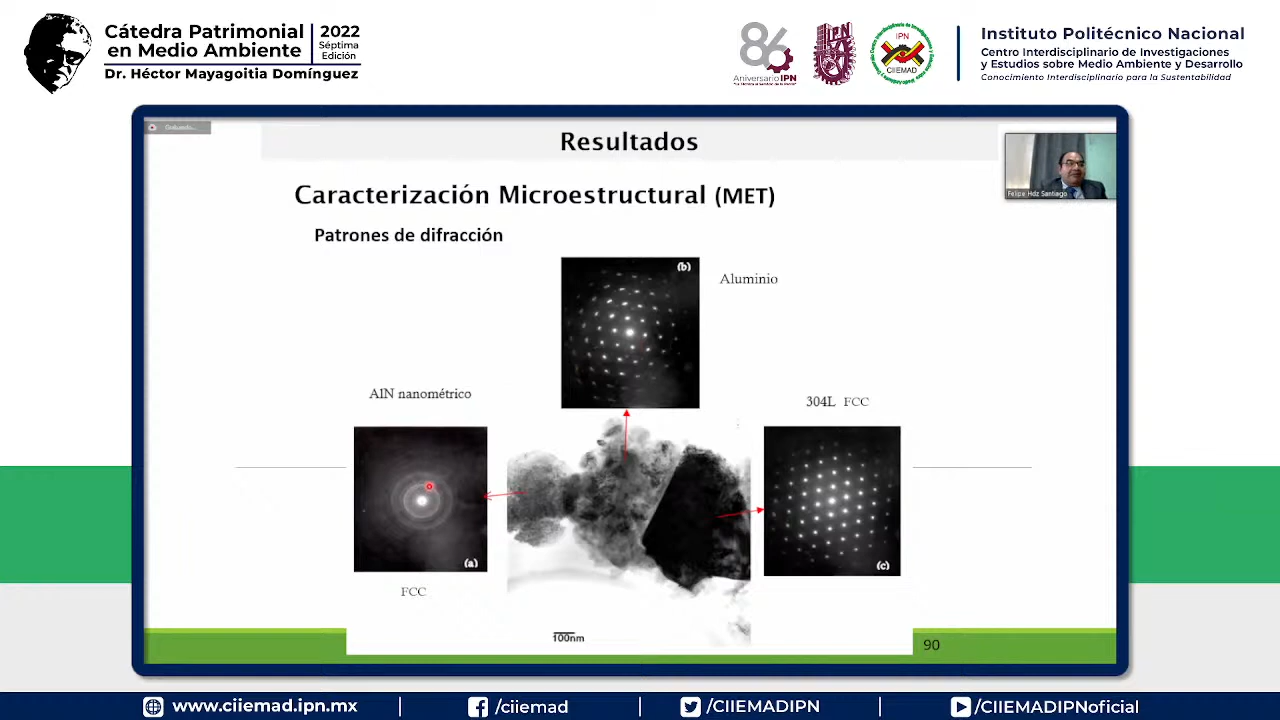 Cátedra Patrimonial
en Medio Ambiente
2022
Séptima
Edición
Dr. Héctor Mayagoitia Domínguez
86
Aniversario IPN
IPN
IPN
CIIEMAD
Instituto Politécnico Nacional
Centro Interdisciplinario de Investigaciones
y Estudios sobre Medio Ambiente y Desarrollo
Conocimiento Interdisciplinario para la Sustentabilidad
Resultados
Felipe Hdz Santiago
Caracterización Microestructural (MET)
Patrones de difracción
(b)
Aluminio
AlN nanométrico
304L FCC
(a)
(c)
FCC
100nm
90
www.ciiemad.ipn.mx
/ciiemad
/CIIEMADIPN
/CIIEMADIPNoficial